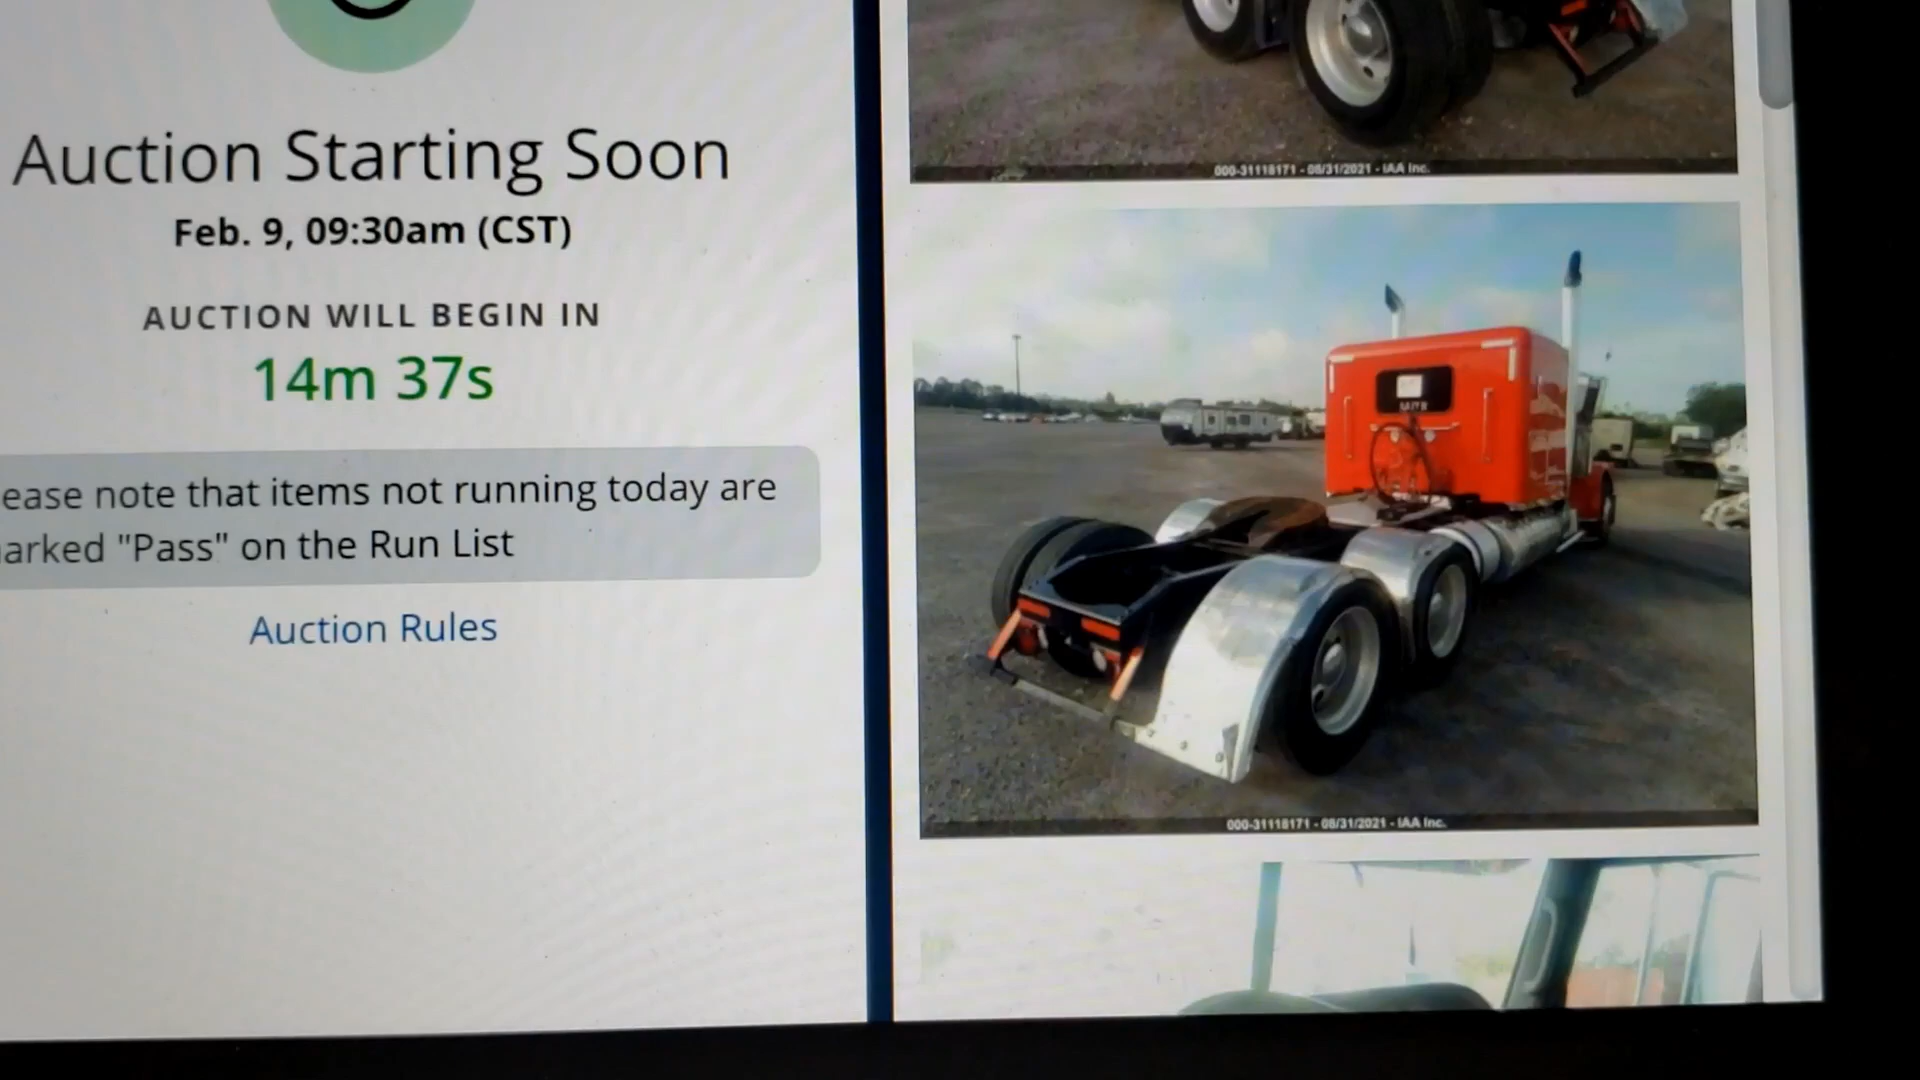 Auction Starting Soon
Feb. 9, 09:30am (CST)
AUCTION WILL BEGIN IN
14m 37s
ease note that items not running today are
arked "Pass" on the Run List
Auction Rules
000-31118171 - 08/31/2021 - IAA Inc.
000-31118171 - 08/31/2021 - IAA Inc.